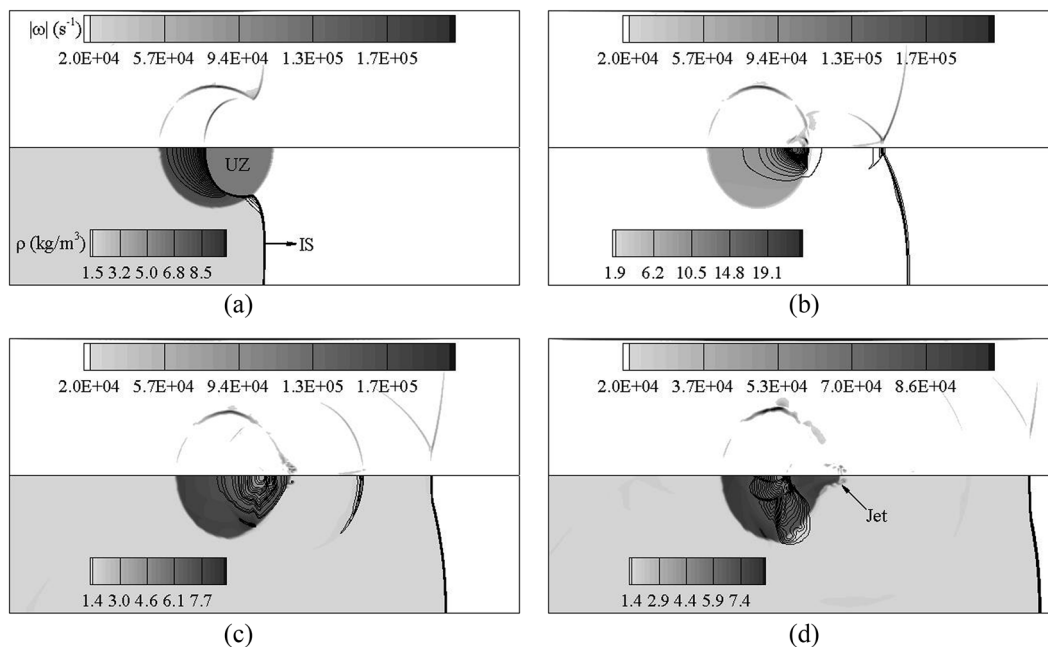 |ω| (s⁻¹)
2.0E+04 5.7E+04 9.4E+04 1.3E+05 1.7E+05
UZ
ρ (kg/m³)
IS
1.5 3.2 5.0 6.8 8.5
(a)
2.0E+04 5.7E+04 9.4E+04 1.3E+05 1.7E+05
1.9 6.2 10.5 14.8 19.1
(b)
2.0E+04 5.7E+04 9.4E+04 1.3E+05 1.7E+05
1.4 3.0 4.6 6.1 7.7
(c)
2.0E+04 3.7E+04 5.3E+04 7.0E+04 8.6E+04
Jet
1.4 2.9 4.4 5.9 7.4
(d)